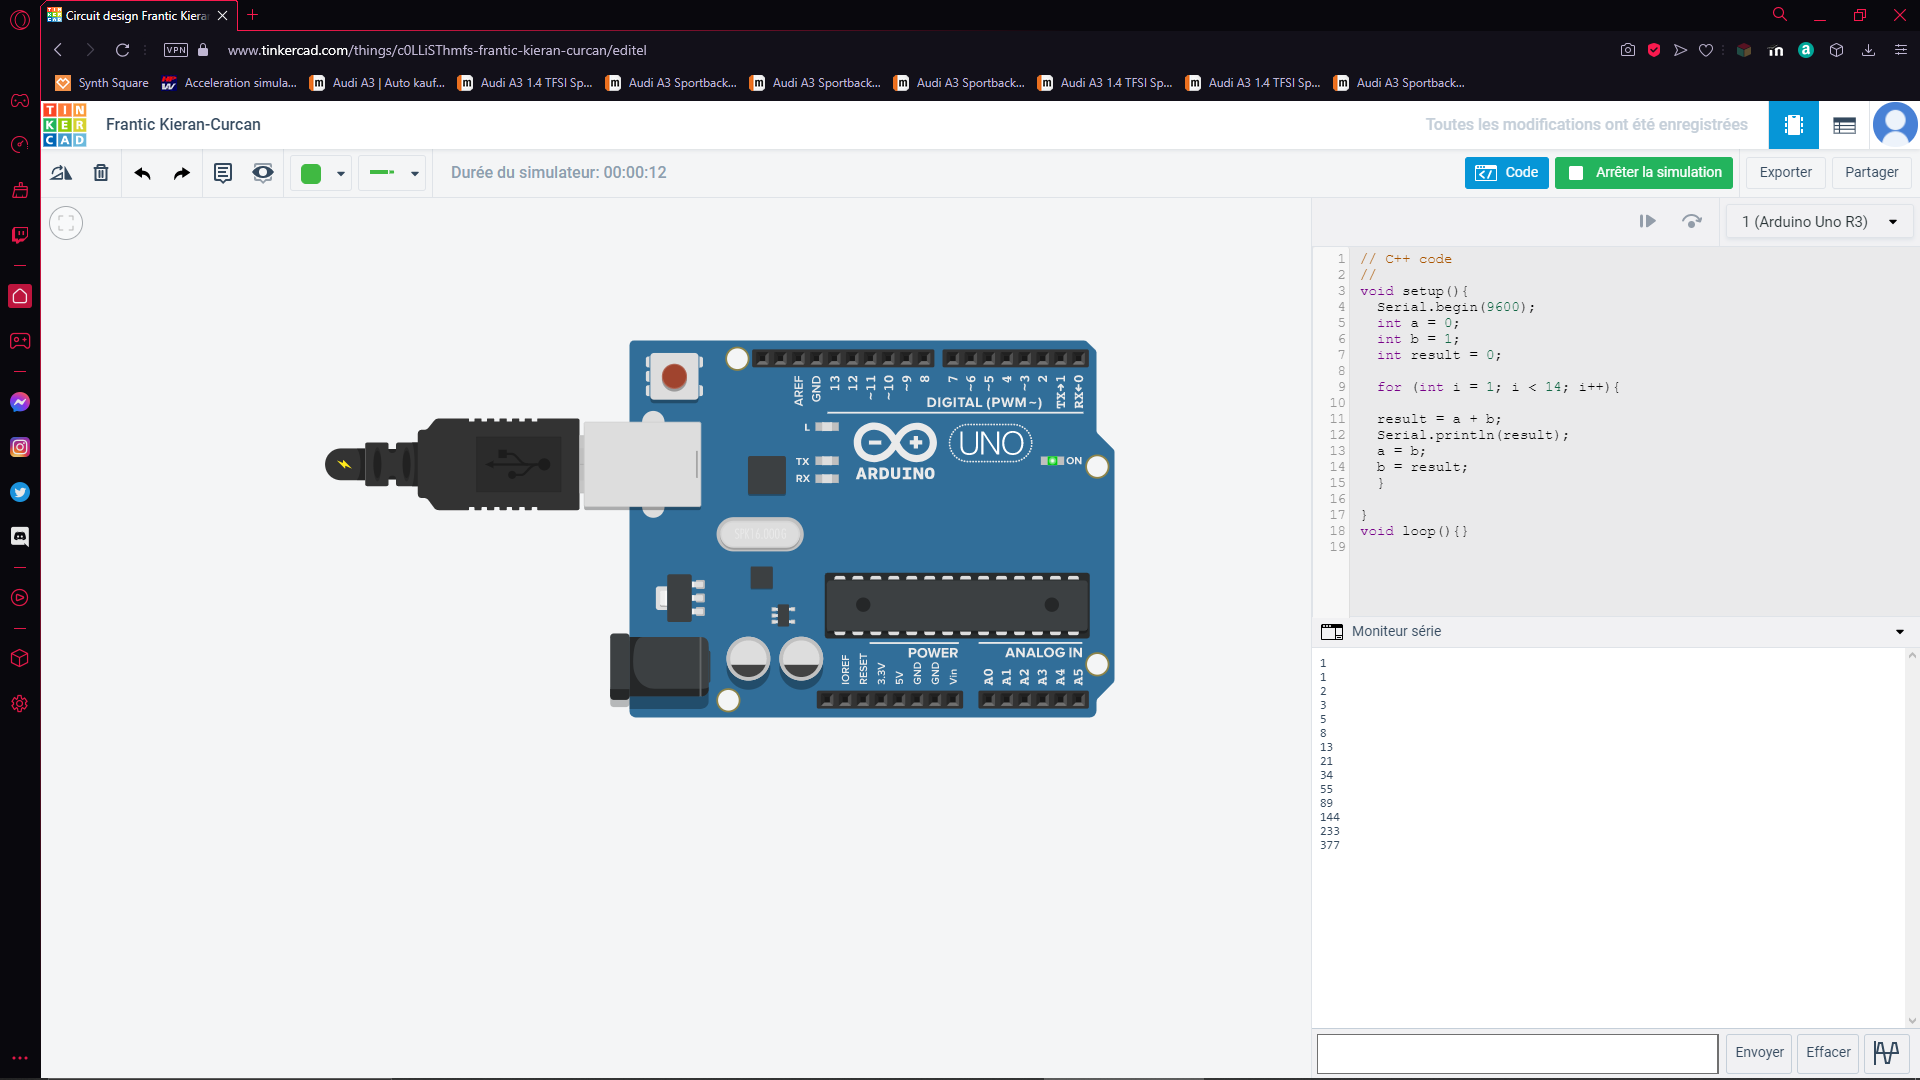 Circuit design Frantic Kiera
VPN
www.tinkercad.com/things/c0LLiSThmfs-frantic-kieran-curcan/editel
Synth Square
Acceleration simula...
Audi A3 | Auto kauf...
Audi A3 1.4 TFSI Sp...
Audi A3 Sportback...
Audi A3 Sportback...
Audi A3 Sportback...
Audi A3 1.4 TFSI Sp...
Audi A3 1.4 TFSI Sp...
Audi A3 Sportback...
TIN
KER
CAD
Frantic Kieran-Curcan
Toutes les modifications ont été enregistrées
Durée du simulateur: 00:00:12
Code
Arrêter la simulation
Exporter
Partager
1 (Arduino Uno R3)
AREF
GND
13
12
~11
~10
~9
8
7
~6
~5
4
~3
2
TX→1
RX←0
DIGITAL (PWM~)
L
TX
RX
ARDUINO
UNO
ON
SPK16.000G
POWER
ANALOG IN
IOREF
RESET
3.3V
5V
GND
GND
Vin
A0
A1
A2
A3
A4
A5
1 // C++ code
2 //
3 void setup(){
4 Serial.begin(9600);
5 int a = 0;
6 int b = 1;
7 int result = 0;
8
9 for (int i = 1; i < 14; i++){
10
11 result = a + b;
12 Serial.println(result);
13 a = b;
14 b = result;
15 }
16
17 }
18 void loop(){}
19
Moniteur série
1
1
2
3
5
8
13
21
34
55
89
144
233
377
Envoyer
Effacer